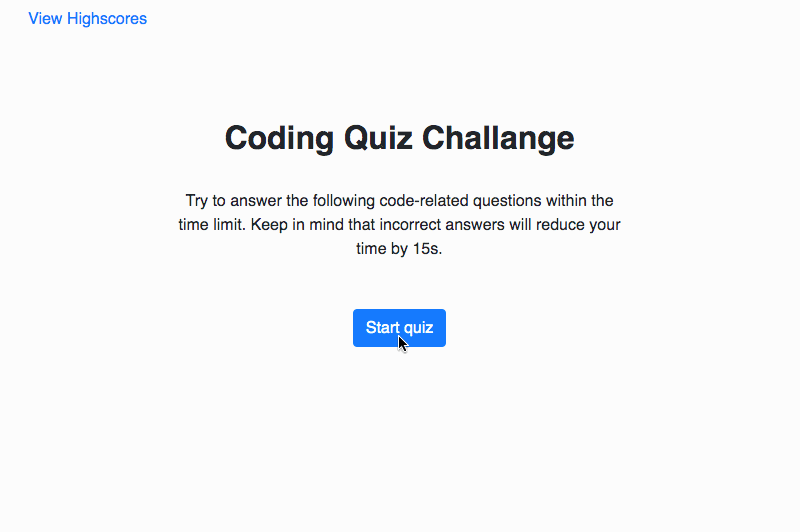 View Highscores
Coding Quiz Challange
Try to answer the following code-related questions within the
time limit. Keep in mind that incorrect answers will reduce your
time by 15s.
Start quiz